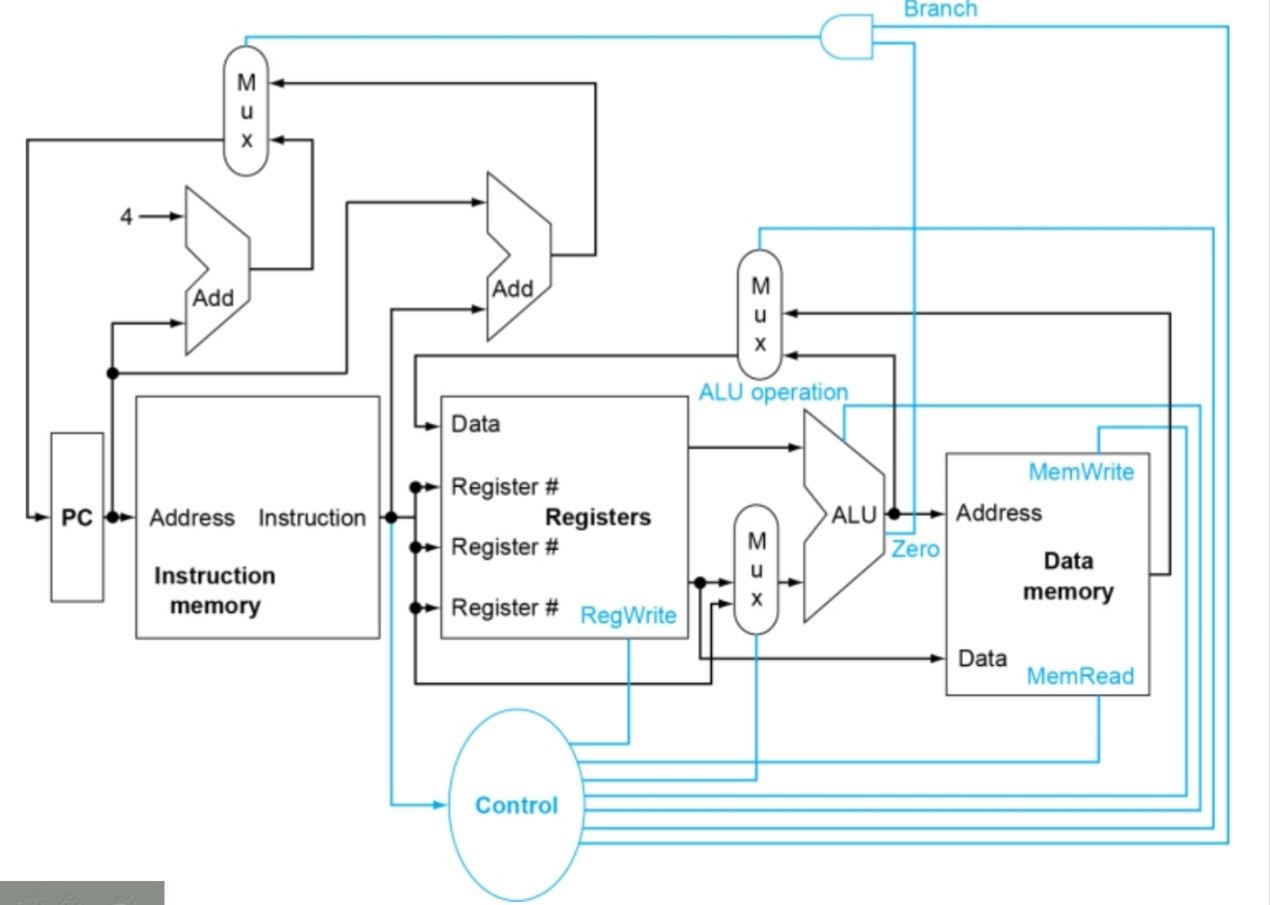 Branch
M
u
x
4
Add
Add
M
u
x
ALU operation
Data
MemWrite
Register #
PC
Address
Instruction
Registers
ALU
Address
M
u
x
Zero
Register #
Data
memory
Instruction
memory
Register #
RegWrite
Data
MemRead
Control